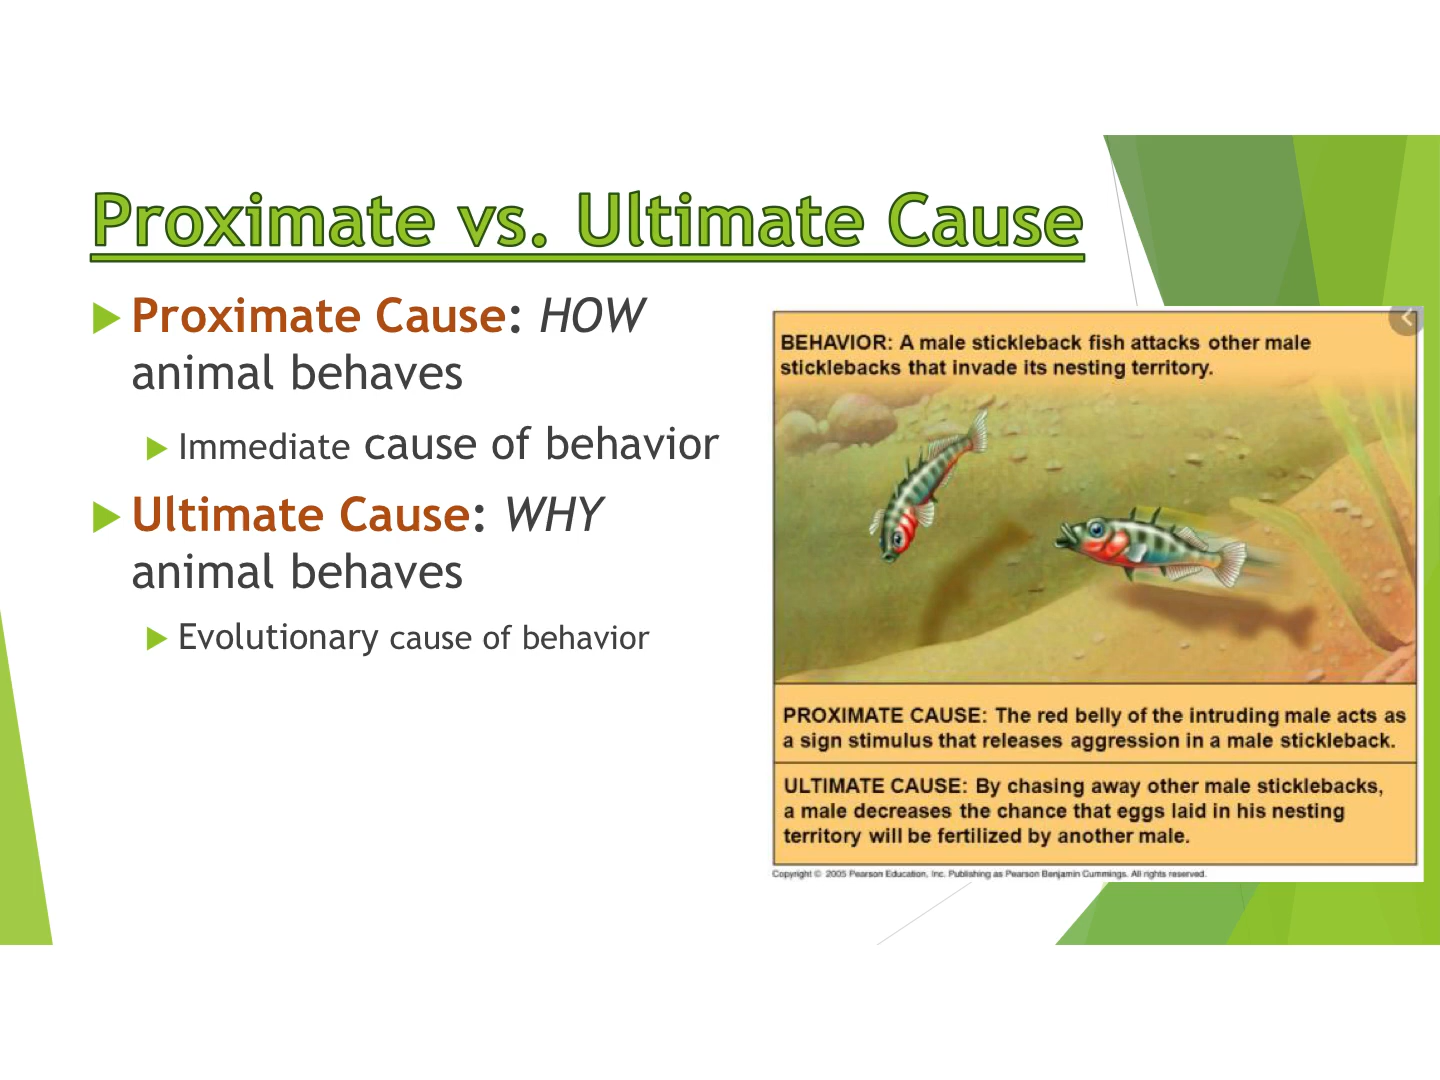 Proximate vs. Ultimate Cause
Proximate Cause: HOW
animal behaves
Immediate cause of behavior
Ultimate Cause: WHY
animal behaves
Evolutionary cause of behavior
BEHAVIOR: A male stickleback fish attacks other male
sticklebacks that invade its nesting territory.
PROXIMATE CAUSE: The red belly of the intruding male acts as
a sign stimulus that releases aggression in a male stickleback.
ULTIMATE CAUSE: By chasing away other male sticklebacks,
a male decreases the chance that eggs laid in his nesting
territory will be fertilized by another male.
Copyright © 2005 Pearson Education, Inc. Publishing as Pearson Benjamin Cummings. All rights reserved.